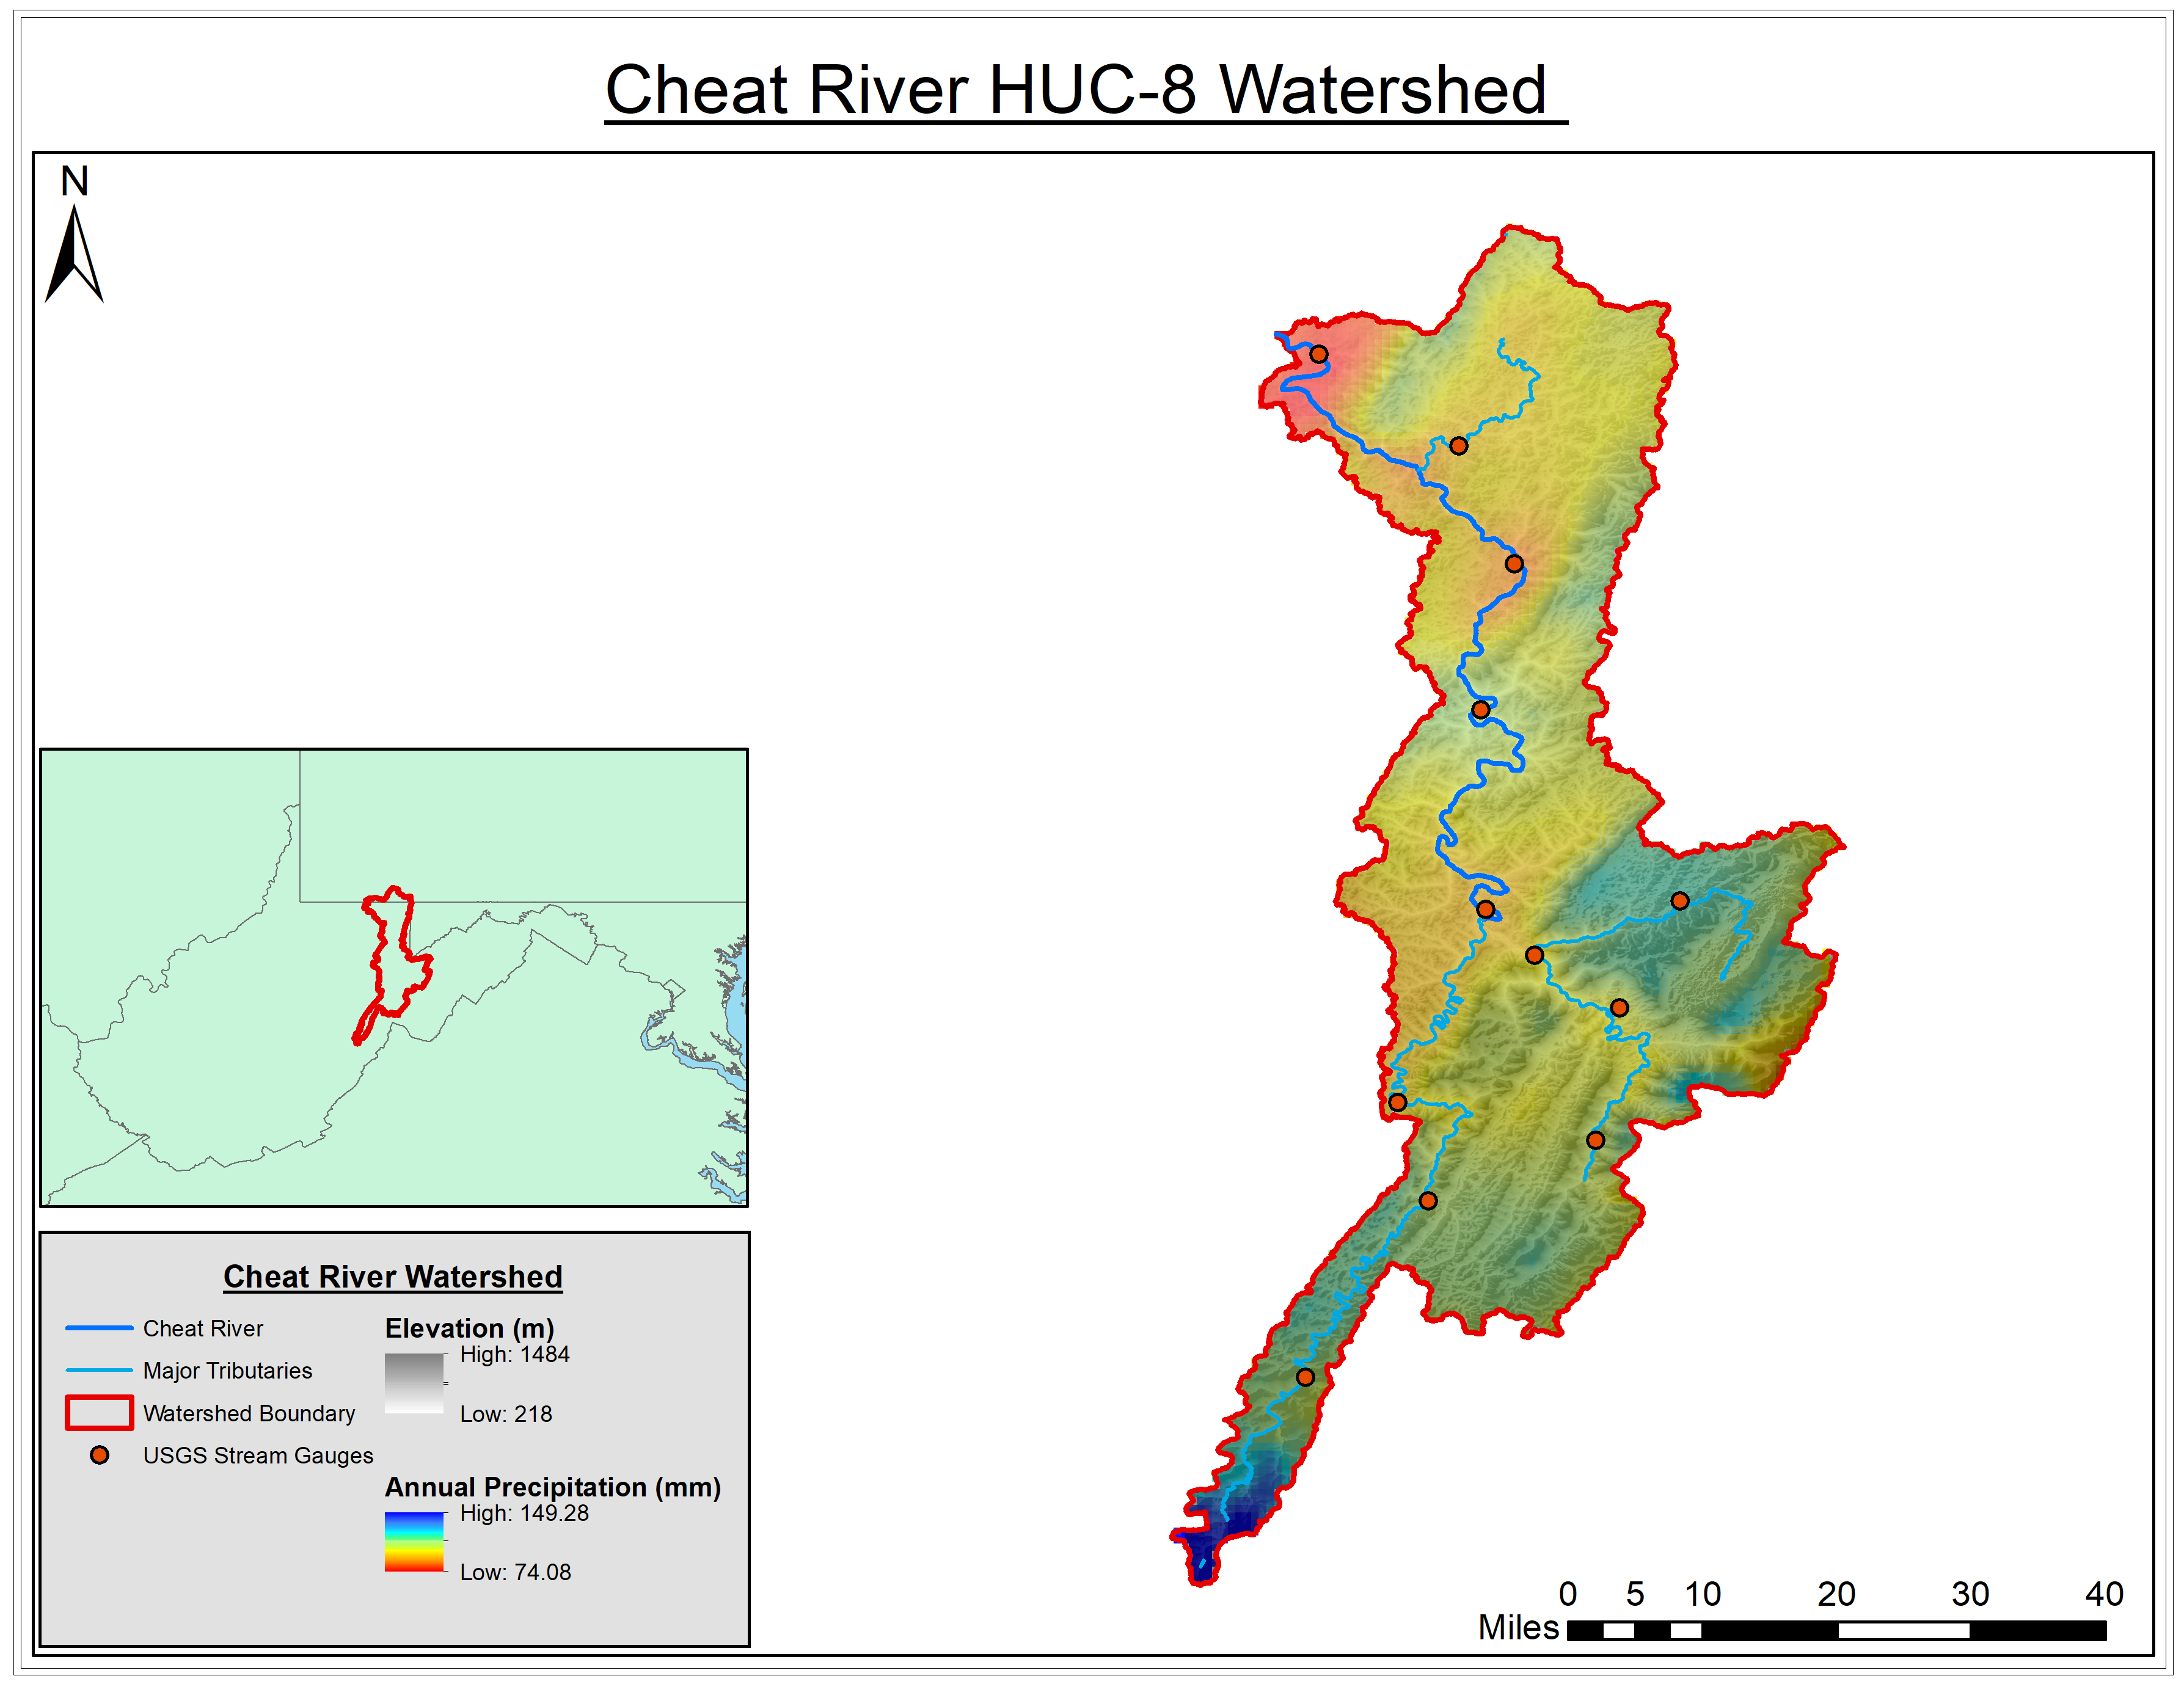 Cheat River HUC-8 Watershed
N
Cheat River Watershed
Cheat River
Major Tributaries
Watershed Boundary
USGS Stream Gauges
Elevation (m)
High: 1484
Low: 218
Annual Precipitation (mm)
High: 149.28
Low: 74.08
0 5 10 20 30 40
Miles